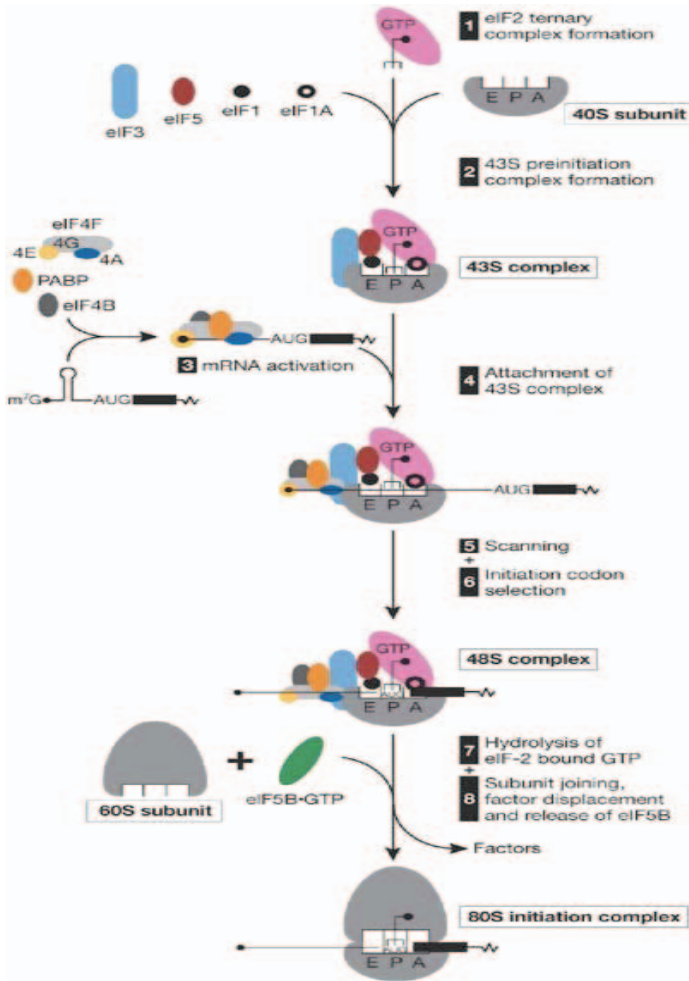 GTP
1 eIF2 ternary
complex formation
E P A
40S subunit
eIF3
eIF5
eIF1
eIF1A
2 43S preinitiation
complex formation
GTP
E P A
43S complex
eIF4F
4G
4E
4A
PABP
eIF4B
AUG
3 mRNA activation
m⁷G
AUG
4 Attachment of
43S complex
GTP
E P A
AUG
5 Scanning
+
6 Initiation codon
selection
GTP
E P A
48S complex
60S subunit
+
eIF5B•GTP
7 Hydrolysis of
eIF-2 bound GTP
+
8 Subunit joining,
factor displacement
and release of eIF5B
Factors
80S initiation complex
E P A